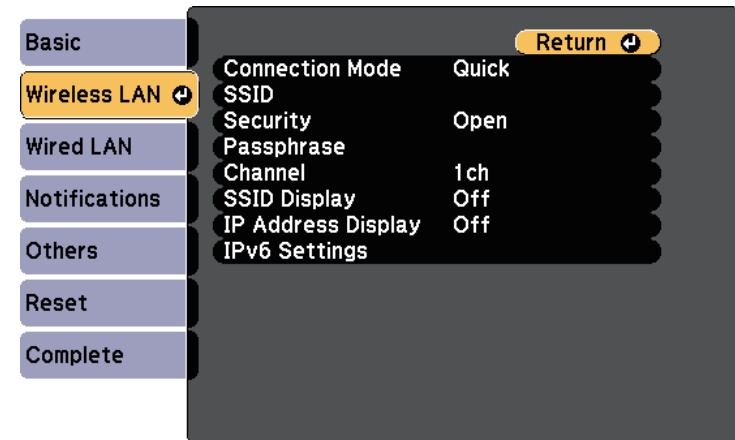 Basic
Wireless LAN
Wired LAN
Notifications
Others
Reset
Complete
Return
Connection Mode Quick
SSID
Security Open
Passphrase
Channel 1ch
SSID Display Off
IP Address Display Off
IPv6 Settings